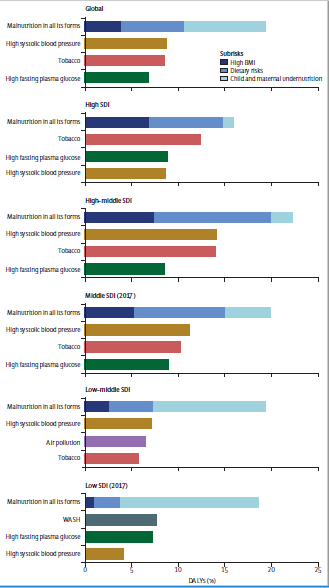 Global
Malnutrition in all its forms
High systolic blood pressure
Tobacco
High fasting plasma glucose
Subrisks
High BMI
Dietary risks
Child and maternal undernutrition
High SDI
Malnutrition in all its forms
Tobacco
High fasting plasma glucose
High systolic blood pressure
High-middle SDI
Malnutrition in all its forms
High systolic blood pressure
Tobacco
High fasting plasma glucose
Middle SDI (2017)
Malnutrition in all its forms
High systolic blood pressure
Tobacco
High fasting plasma glucose
Low-middle SDI
Malnutrition in all its forms
High systolic blood pressure
Air pollution
Tobacco
Low SDI (2017)
Malnutrition in all its forms
WASH
High fasting plasma glucose
High systolic blood pressure
0 5 10 15 20 25
DALYs (%)